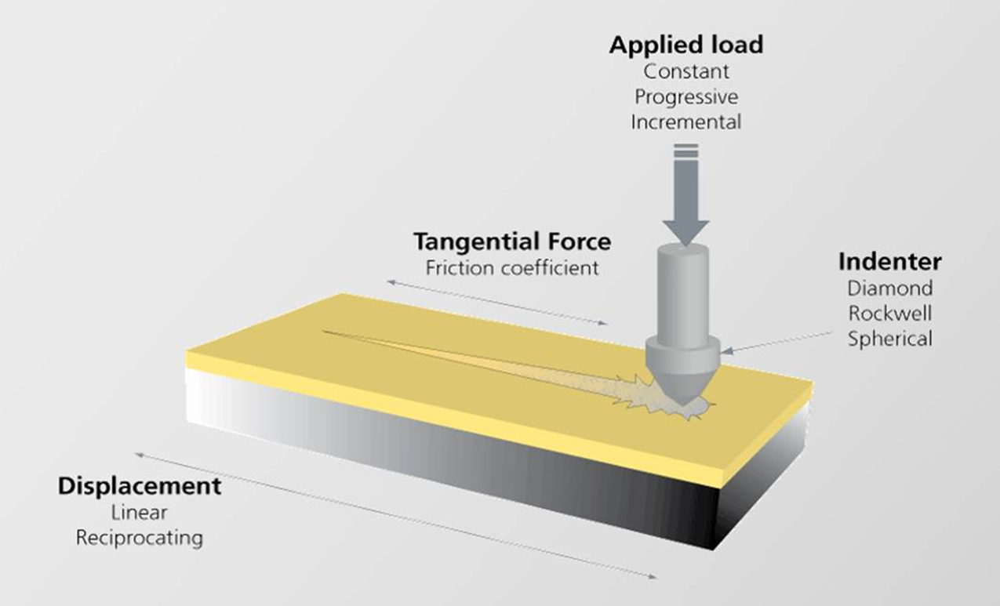 Applied load
Constant
Progressive
Incremental
Tangential Force
Friction coefficient
Indenter
Diamond
Rockwell
Spherical
Displacement
Linear
Reciprocating